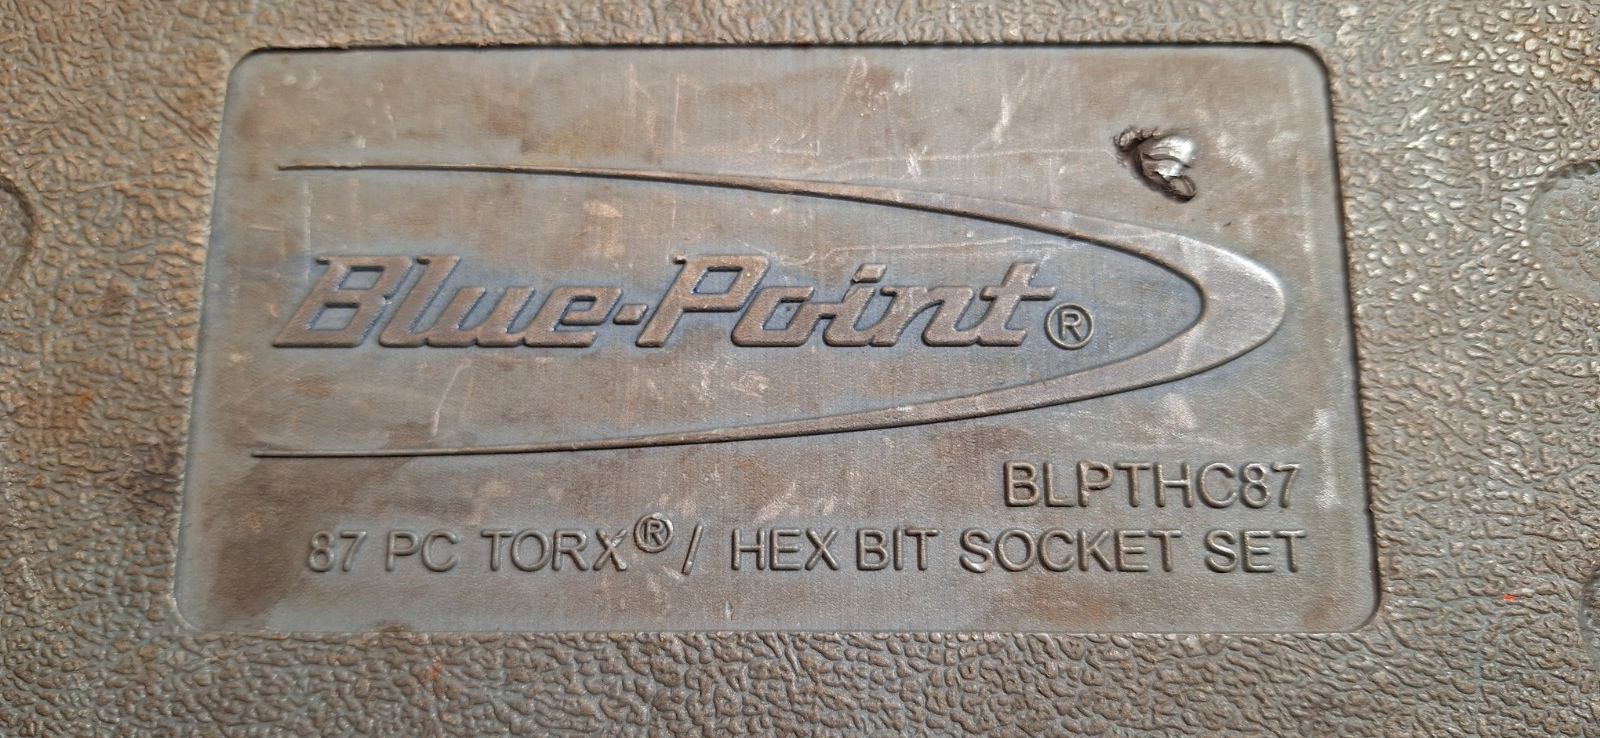 Blue-Point®
BLPTHC87
87 PC TORX® / HEX BIT SOCKET SET